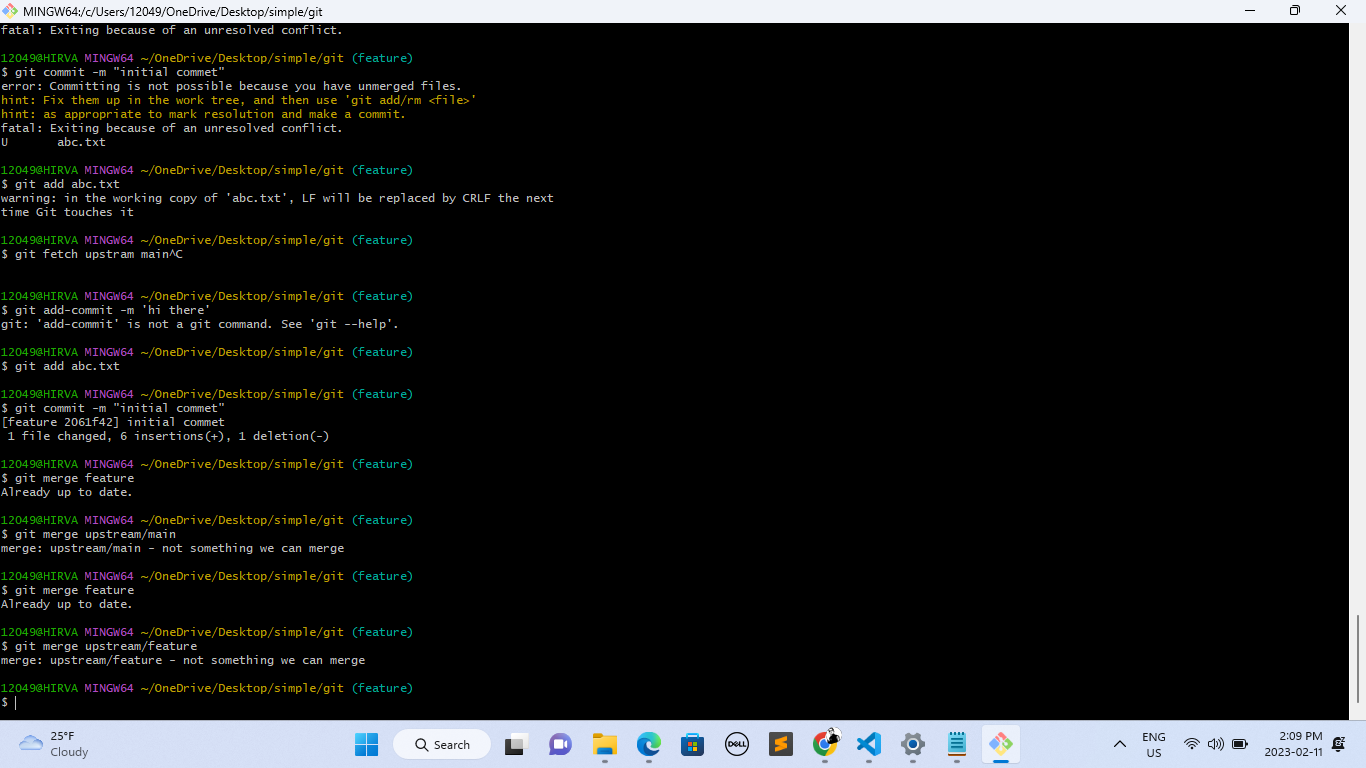 MINGW64:/c/Users/12049/OneDrive/Desktop/simple/git
fatal: Exiting because of an unresolved conflict.
12049@HIRVA MINGW64 ~/OneDrive/Desktop/simple/git (feature)
$ git commit -m "initial commet"
error: Committing is not possible because you have unmerged files.
hint: Fix them up in the work tree, and then use 'git add/rm <file>'
hint: as appropriate to mark resolution and make a commit.
fatal: Exiting because of an unresolved conflict.
U       abc.txt
12049@HIRVA MINGW64 ~/OneDrive/Desktop/simple/git (feature)
$ git add abc.txt
warning: in the working copy of 'abc.txt', LF will be replaced by CRLF the next
time Git touches it
12049@HIRVA MINGW64 ~/OneDrive/Desktop/simple/git (feature)
$ git fetch upstram main^C
12049@HIRVA MINGW64 ~/OneDrive/Desktop/simple/git (feature)
$ git add-commit -m 'hi there'
git: 'add-commit' is not a git command. See 'git --help'.
12049@HIRVA MINGW64 ~/OneDrive/Desktop/simple/git (feature)
$ git add abc.txt
12049@HIRVA MINGW64 ~/OneDrive/Desktop/simple/git (feature)
$ git commit -m "initial commet"
[feature 2061f42] initial commet
 1 file changed, 6 insertions(+), 1 deletion(-)
12049@HIRVA MINGW64 ~/OneDrive/Desktop/simple/git (feature)
$ git merge feature
Already up to date.
12049@HIRVA MINGW64 ~/OneDrive/Desktop/simple/git (feature)
$ git merge upstream/main
merge: upstream/main - not something we can merge
12049@HIRVA MINGW64 ~/OneDrive/Desktop/simple/git (feature)
$ git merge feature
Already up to date.
12049@HIRVA MINGW64 ~/OneDrive/Desktop/simple/git (feature)
$ git merge upstream/feature
merge: upstream/feature - not something we can merge
12049@HIRVA MINGW64 ~/OneDrive/Desktop/simple/git (feature)
$
25°F
Cloudy
Search
DELL
ENG
US
2:09 PM
2023-02-11